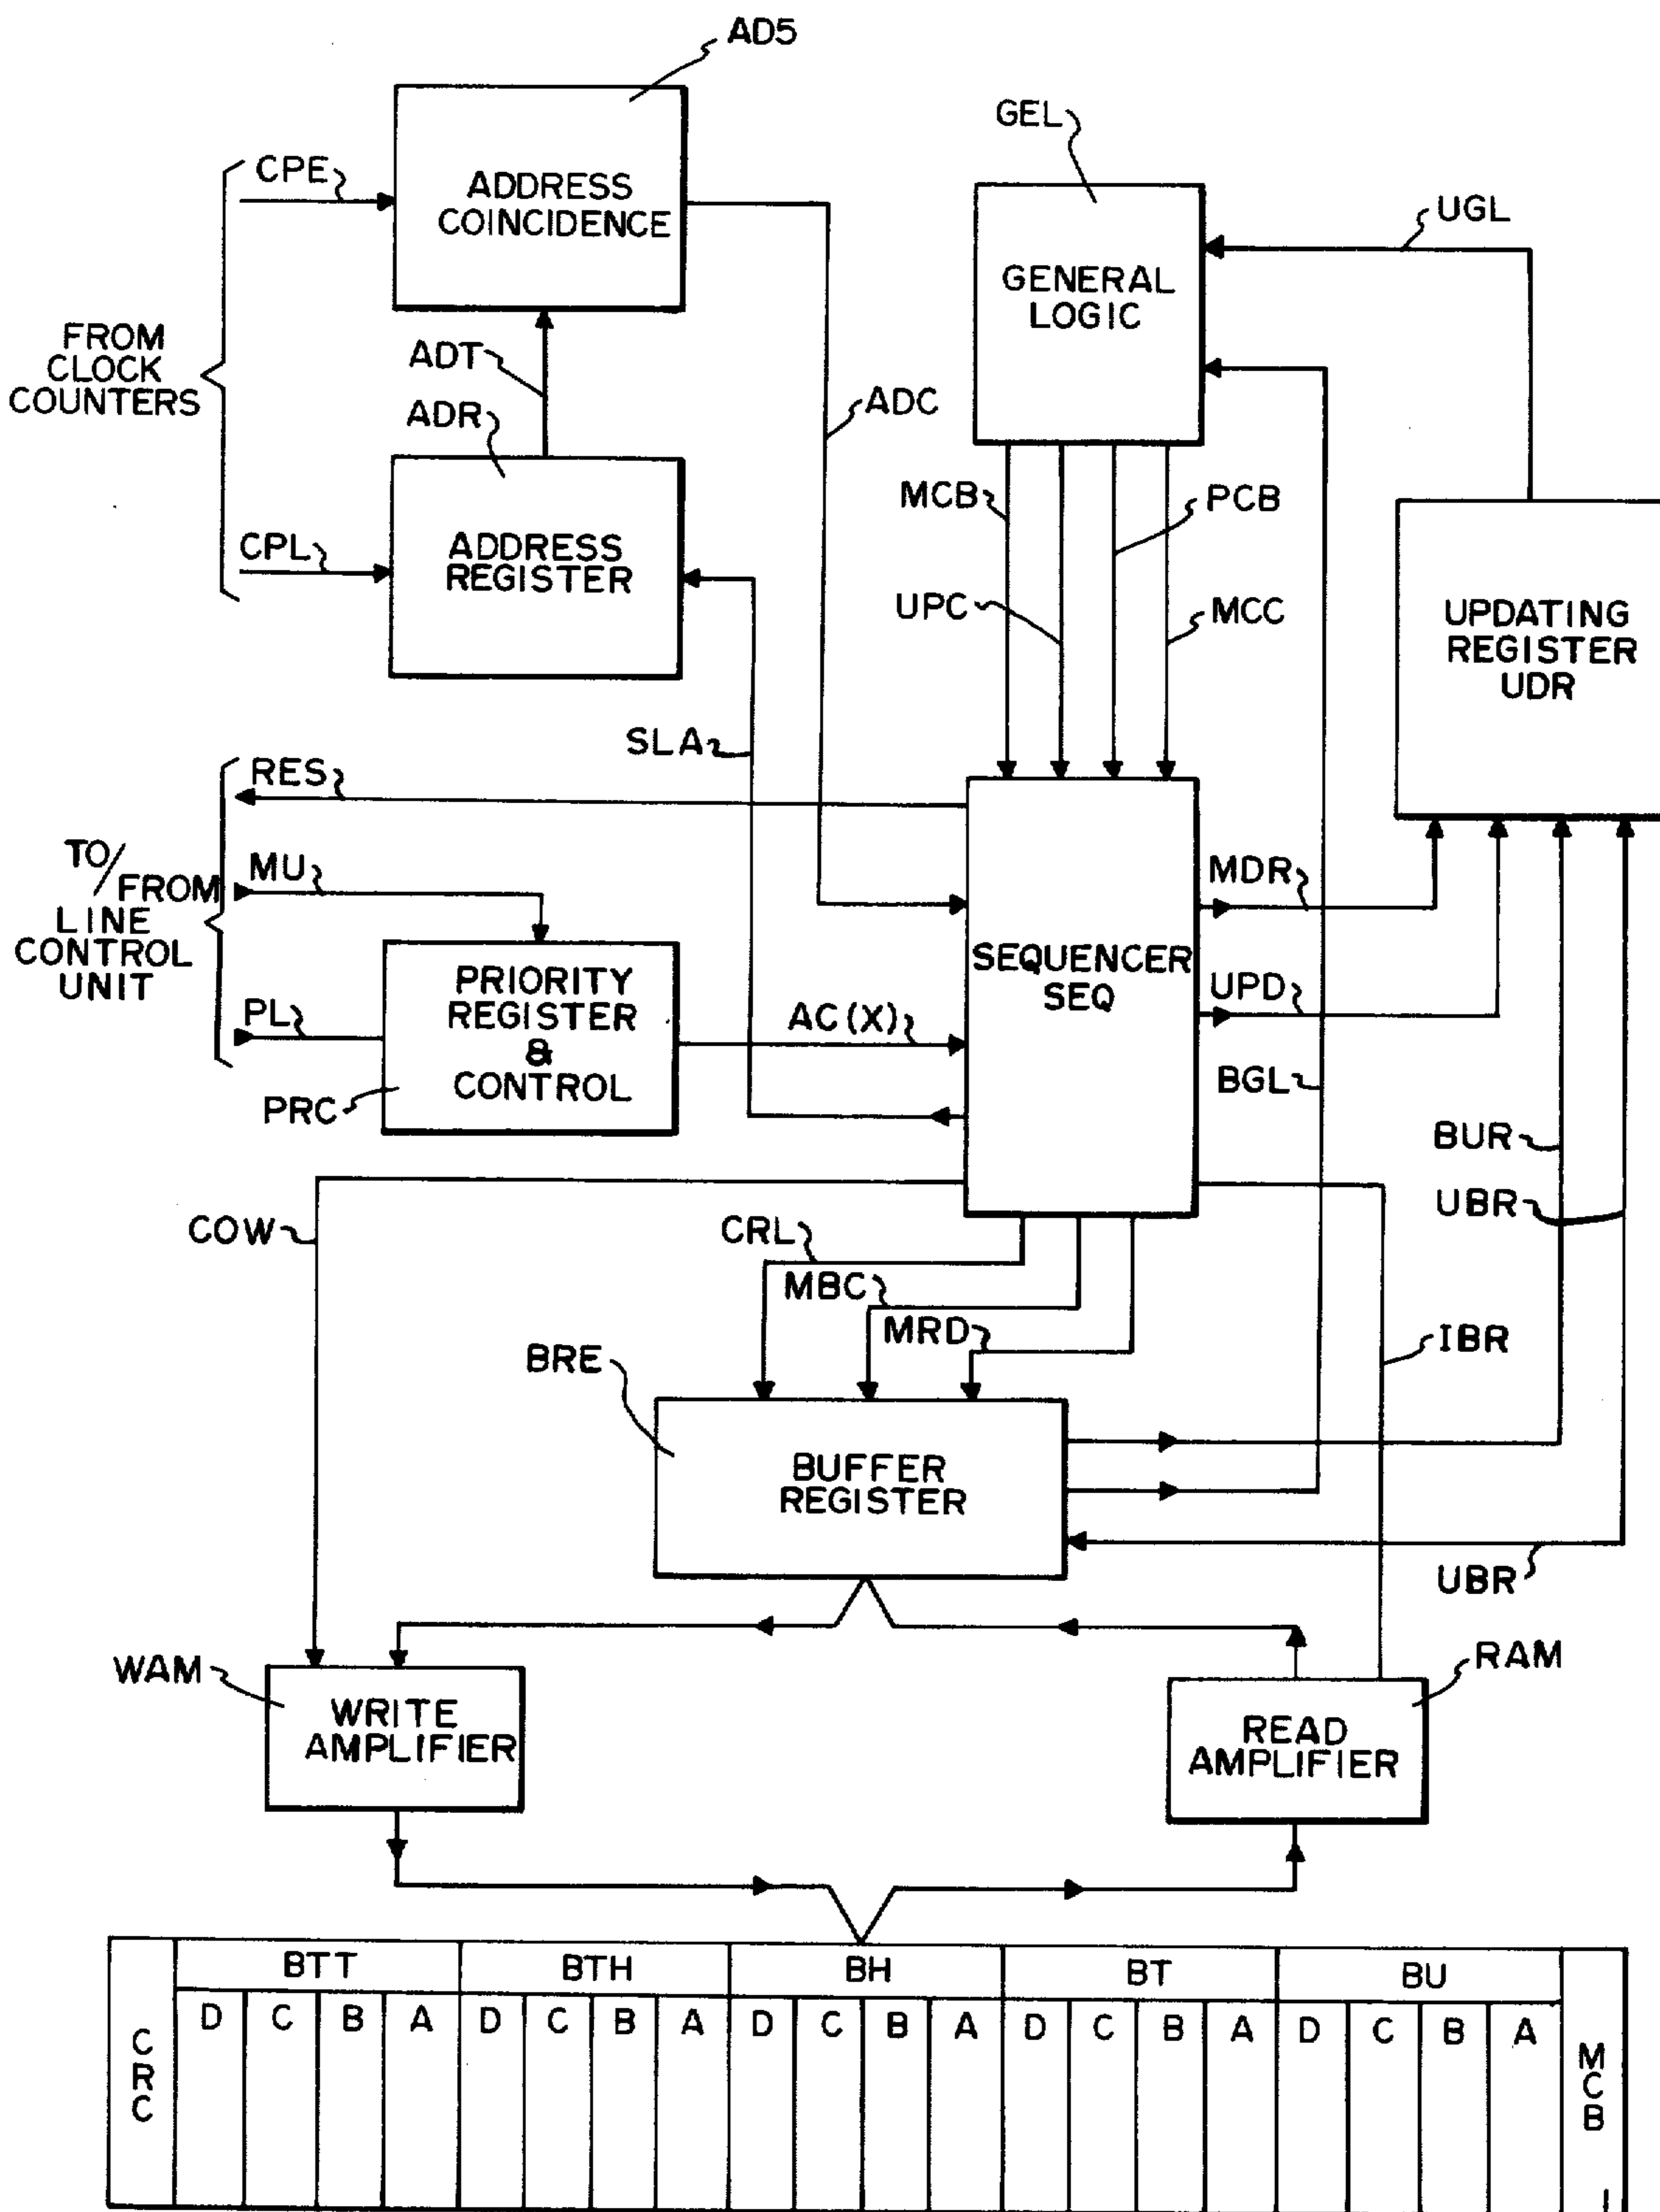 AD5
GEL
CPE
ADDRESS
COINCIDENCE
UGL
GENERAL
LOGIC
FROM
CLOCK
COUNTERS
ADT
ADR
ADC
MCB
PCB
CPL
ADDRESS
REGISTER
UPC
MCC
UPDATING
REGISTER
UDR
SLA
RES
TO/
FROM
LINE
CONTROL
UNIT
MU
MDR
PRIORITY
REGISTER
&
CONTROL
SEQUENCER
SEQ
UPD
PL
AC(X)
PRC
BGL
BUR
UBR
COW
CRL
MBC
MRD
IBR
BRE
BUFFER
REGISTER
UBR
WAM
RAM
WRITE
AMPLIFIER
READ
AMPLIFIER
BTT BTH BH BT BU
D C B A D C B A D C B A D C B A D C B A
CRC
MCB